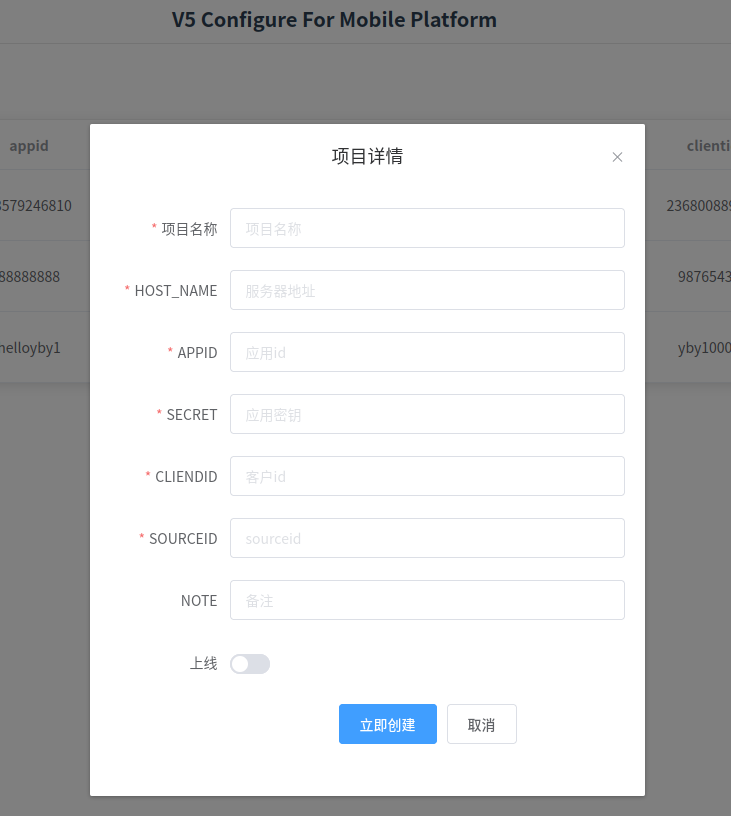 V5 Configure For Mobile Platform
appid
clienti
项目详情
3579246810
236800889
* 项目名称 项目名称
88888888
9876543
* HOST_NAME 服务器地址
helloyby1
yby1000
* APPID 应用id
* SECRET 应用密钥
* CLIENDID 客户id
* SOURCEID sourceid
NOTE 备注
上线
立即创建 取消